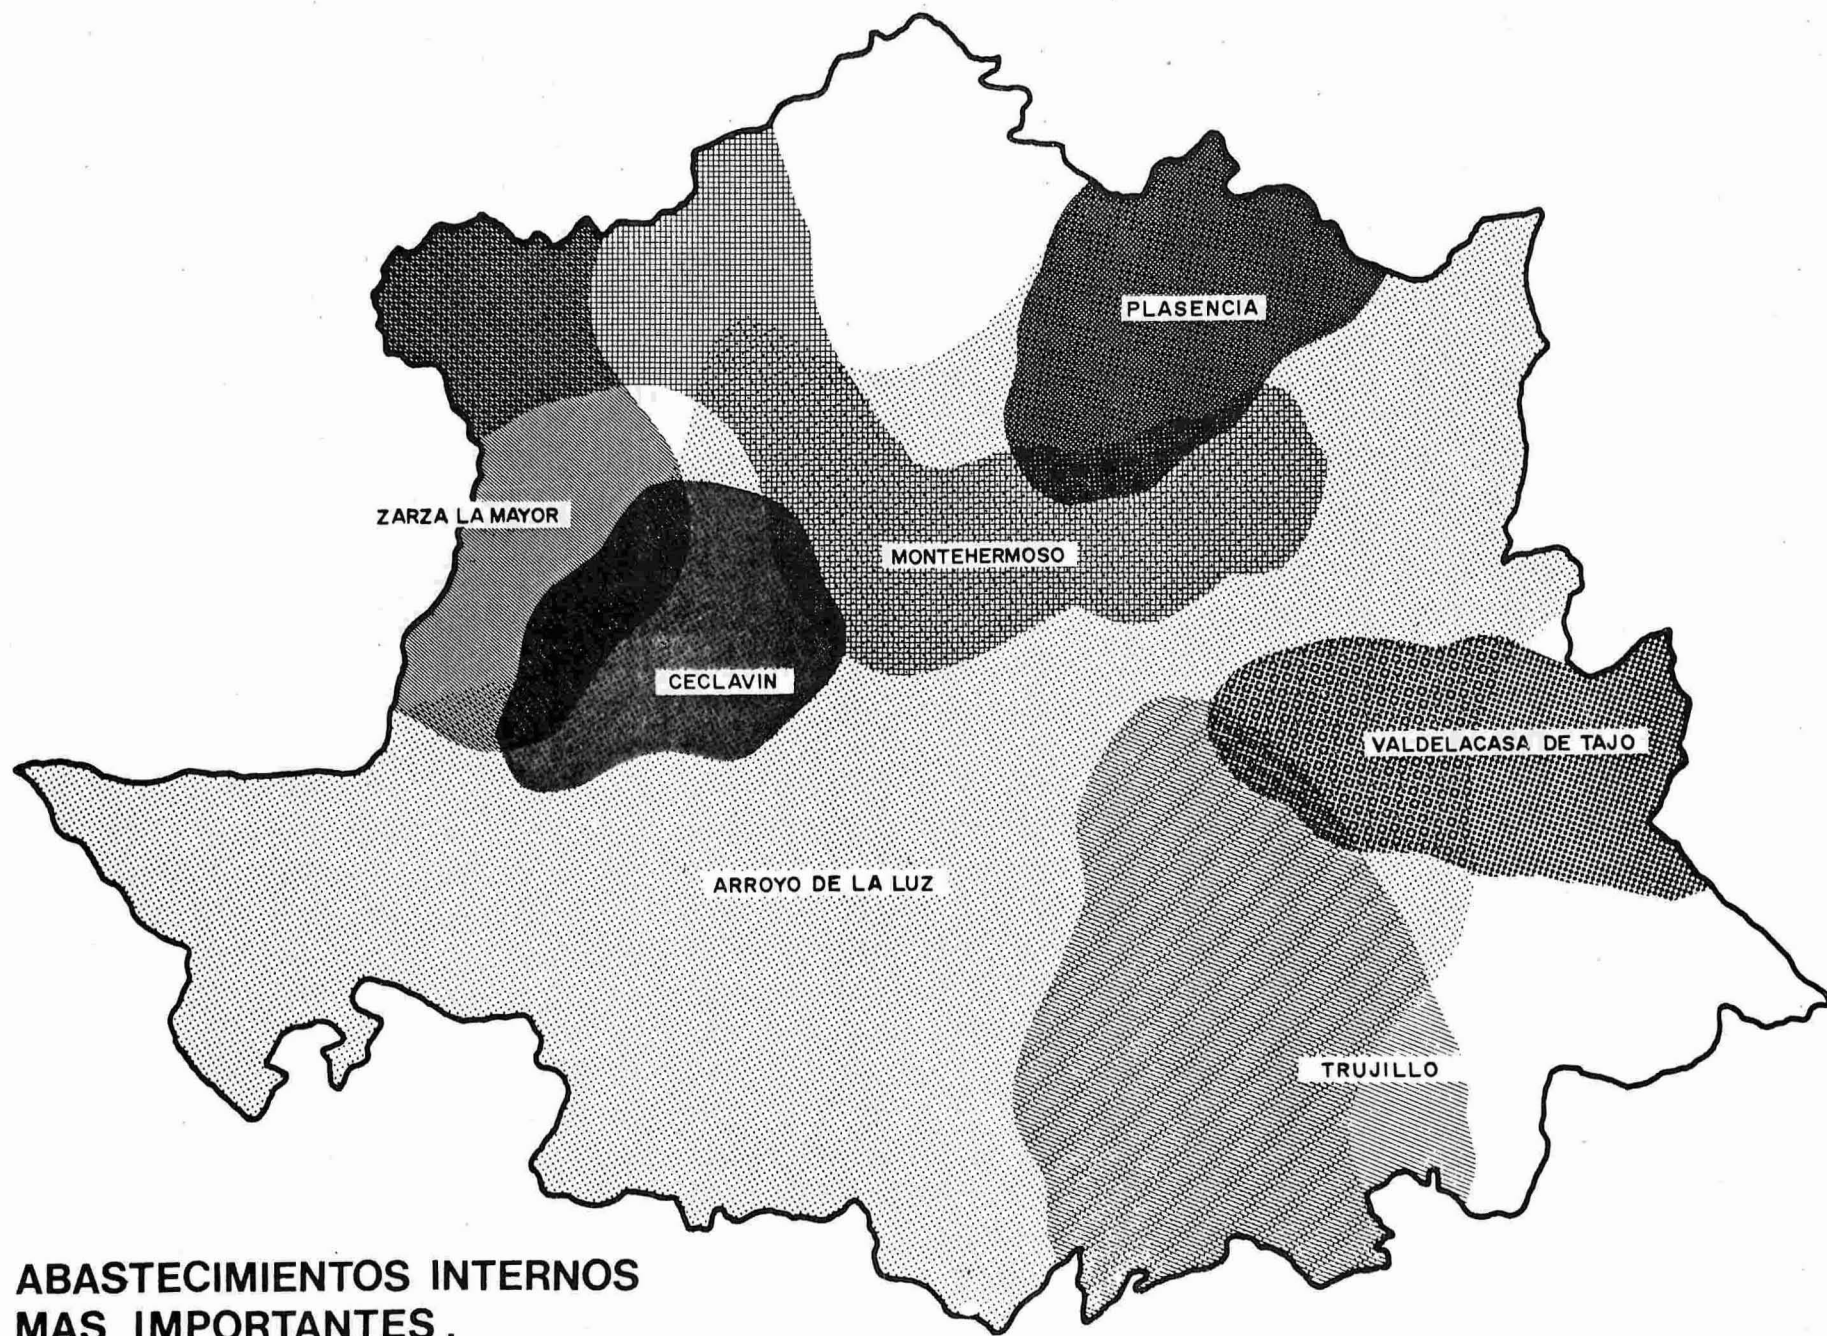 PLASENCIA
ZARZA LA MAYOR
MONTEHERMOSO
CECLAVIN
VALDELACASA DE TAJO
ARROYO DE LA LUZ
TRUJILLO
ABASTECIMIENTOS INTERNOS
MAS IMPORTANTES.